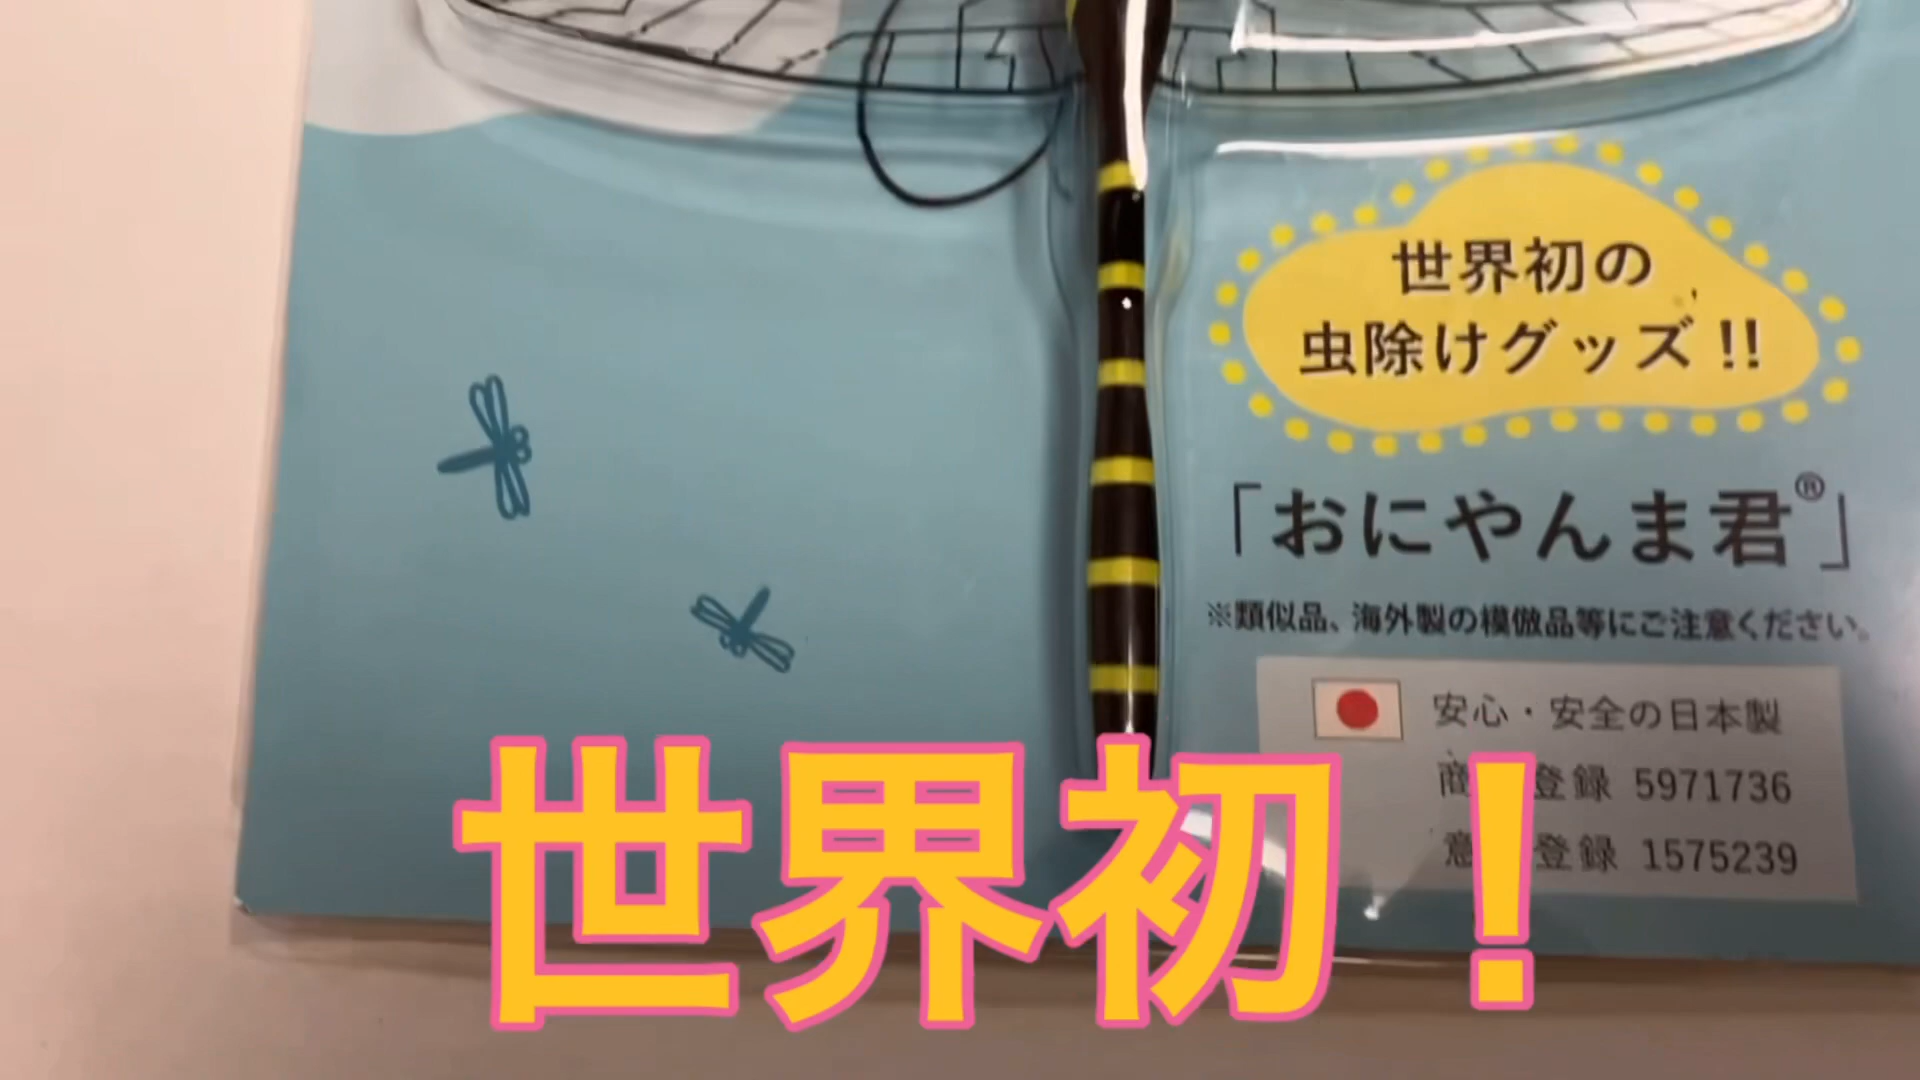 世界初の
虫除けグッズ!!
「おにやんま君®」
※類似品、海外製の模倣品等にご注意ください。
安心・安全の日本製
商 登録 5971736
意 登録 1575239
世界初！